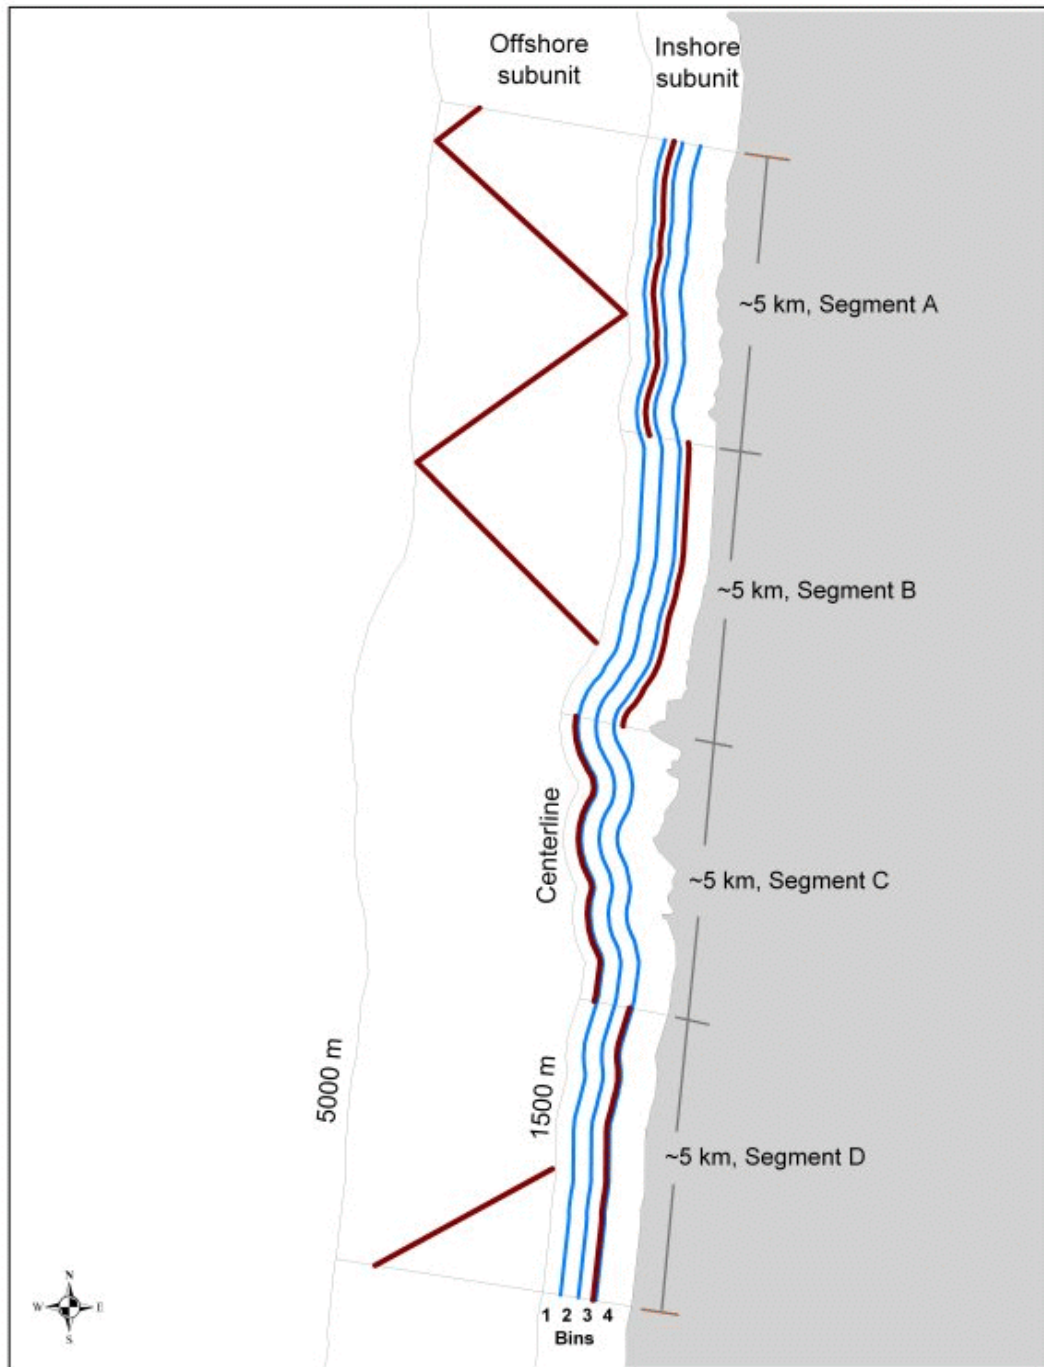 Offshore
subunit
Inshore
subunit
~5 km, Segment A
~5 km, Segment B
Centerline
~5 km, Segment C
5000 m
1500 m
~5 km, Segment D
N
W E
S
1 2 3 4
Bins